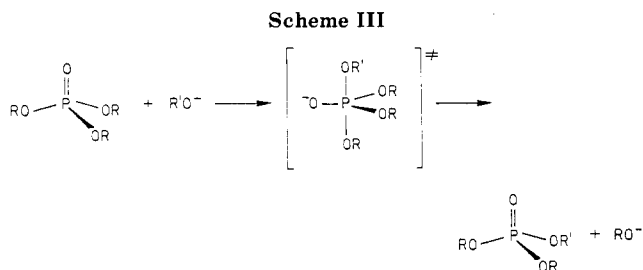 Scheme III
O
RO P OR + R'O⁻ ⟶ [ ⁻O P OR' OR OR OR ]≠ ⟶
OR
O
RO P OR' + RO⁻
OR